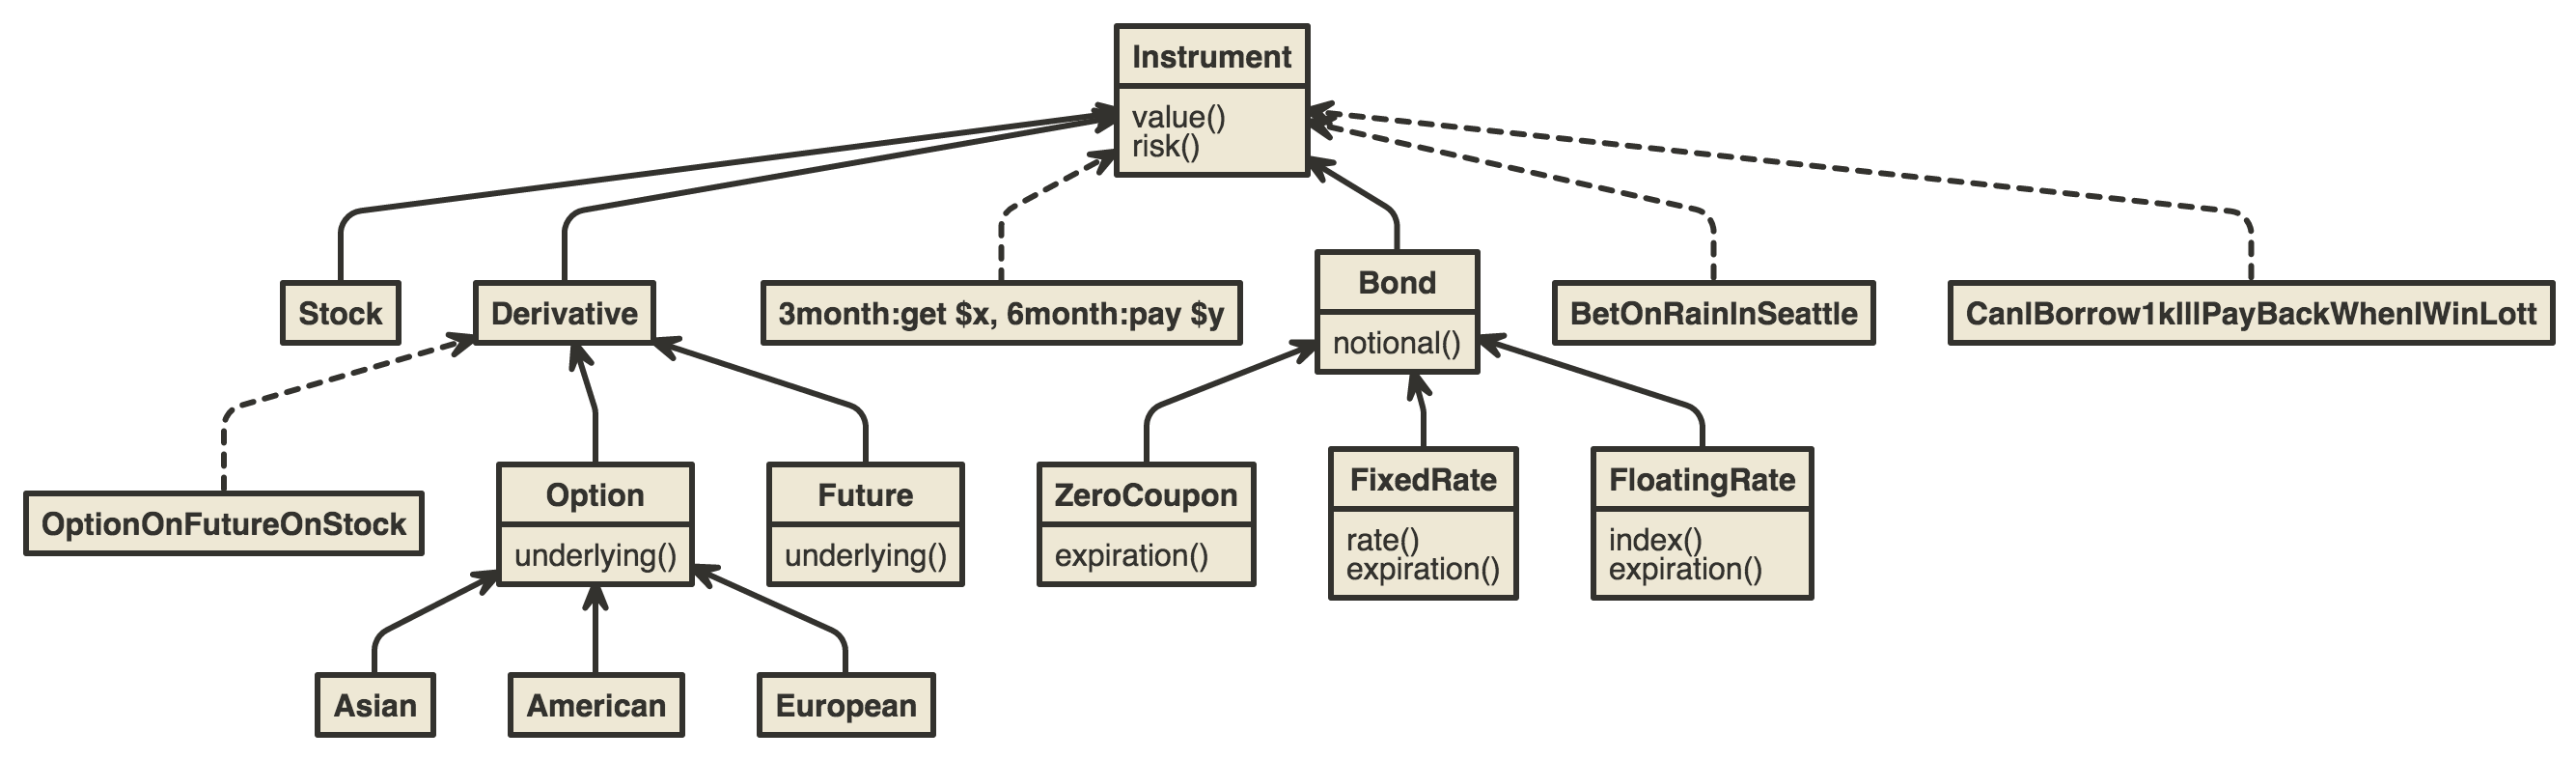 Instrument
value()
risk()
Stock
Derivative
3month:get $x, 6month:pay $y
Bond
notional()
BetOnRainInSeattle
CanIBorrow1kIllPayBackWhenIWinLott
OptionOnFutureOnStock
Option
underlying()
Future
underlying()
ZeroCoupon
expiration()
FixedRate
rate()
expiration()
FloatingRate
index()
expiration()
Asian
American
European